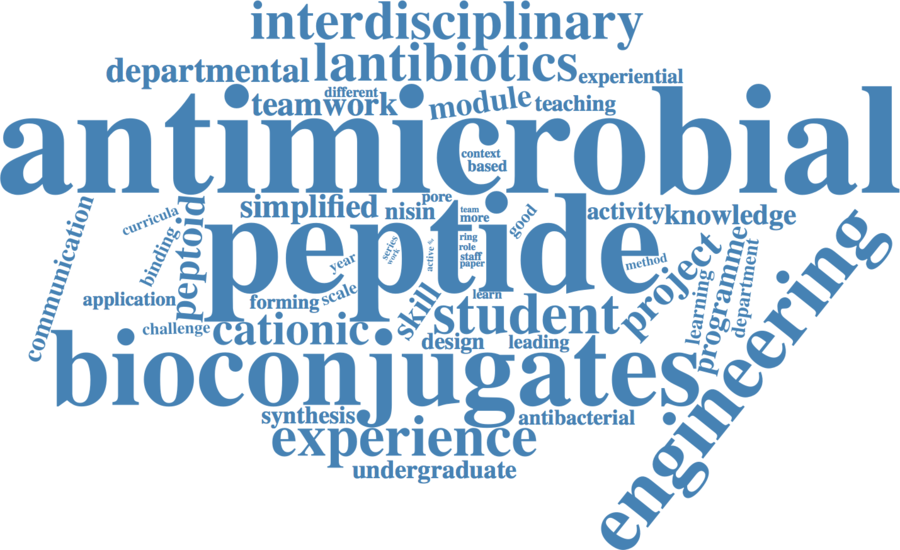 interdisciplinary
departmental
lantibiotics
experiential
different
teamwork
module
teaching
antimicrobial
context
based
simplified
nisin
pore
team
more
good
activity
knowledge
communication
curricula
binding
peptoid
peptide
year
series
work
active
ring
role
staff
paper
method
project
learning
programme
department
engineering
application
forming
scale
skill
learn
student
challenge
cationic
design
leading
bioconjugates
synthesis
antibacterial
experience
undergraduate